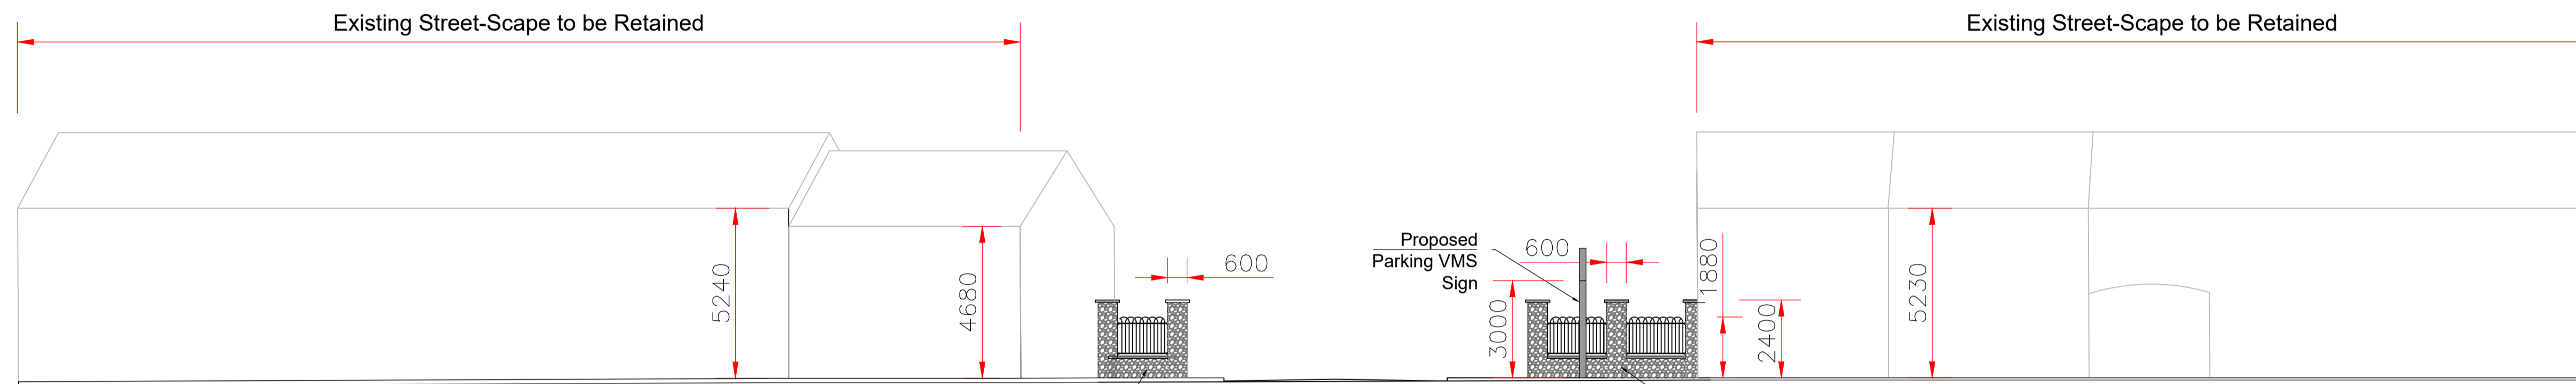 Existing Street-Scape to be Retained
Existing Street-Scape to be Retained
5240
4680
600
Proposed
Parking VMS
Sign
3000
600
1880
2400
5230